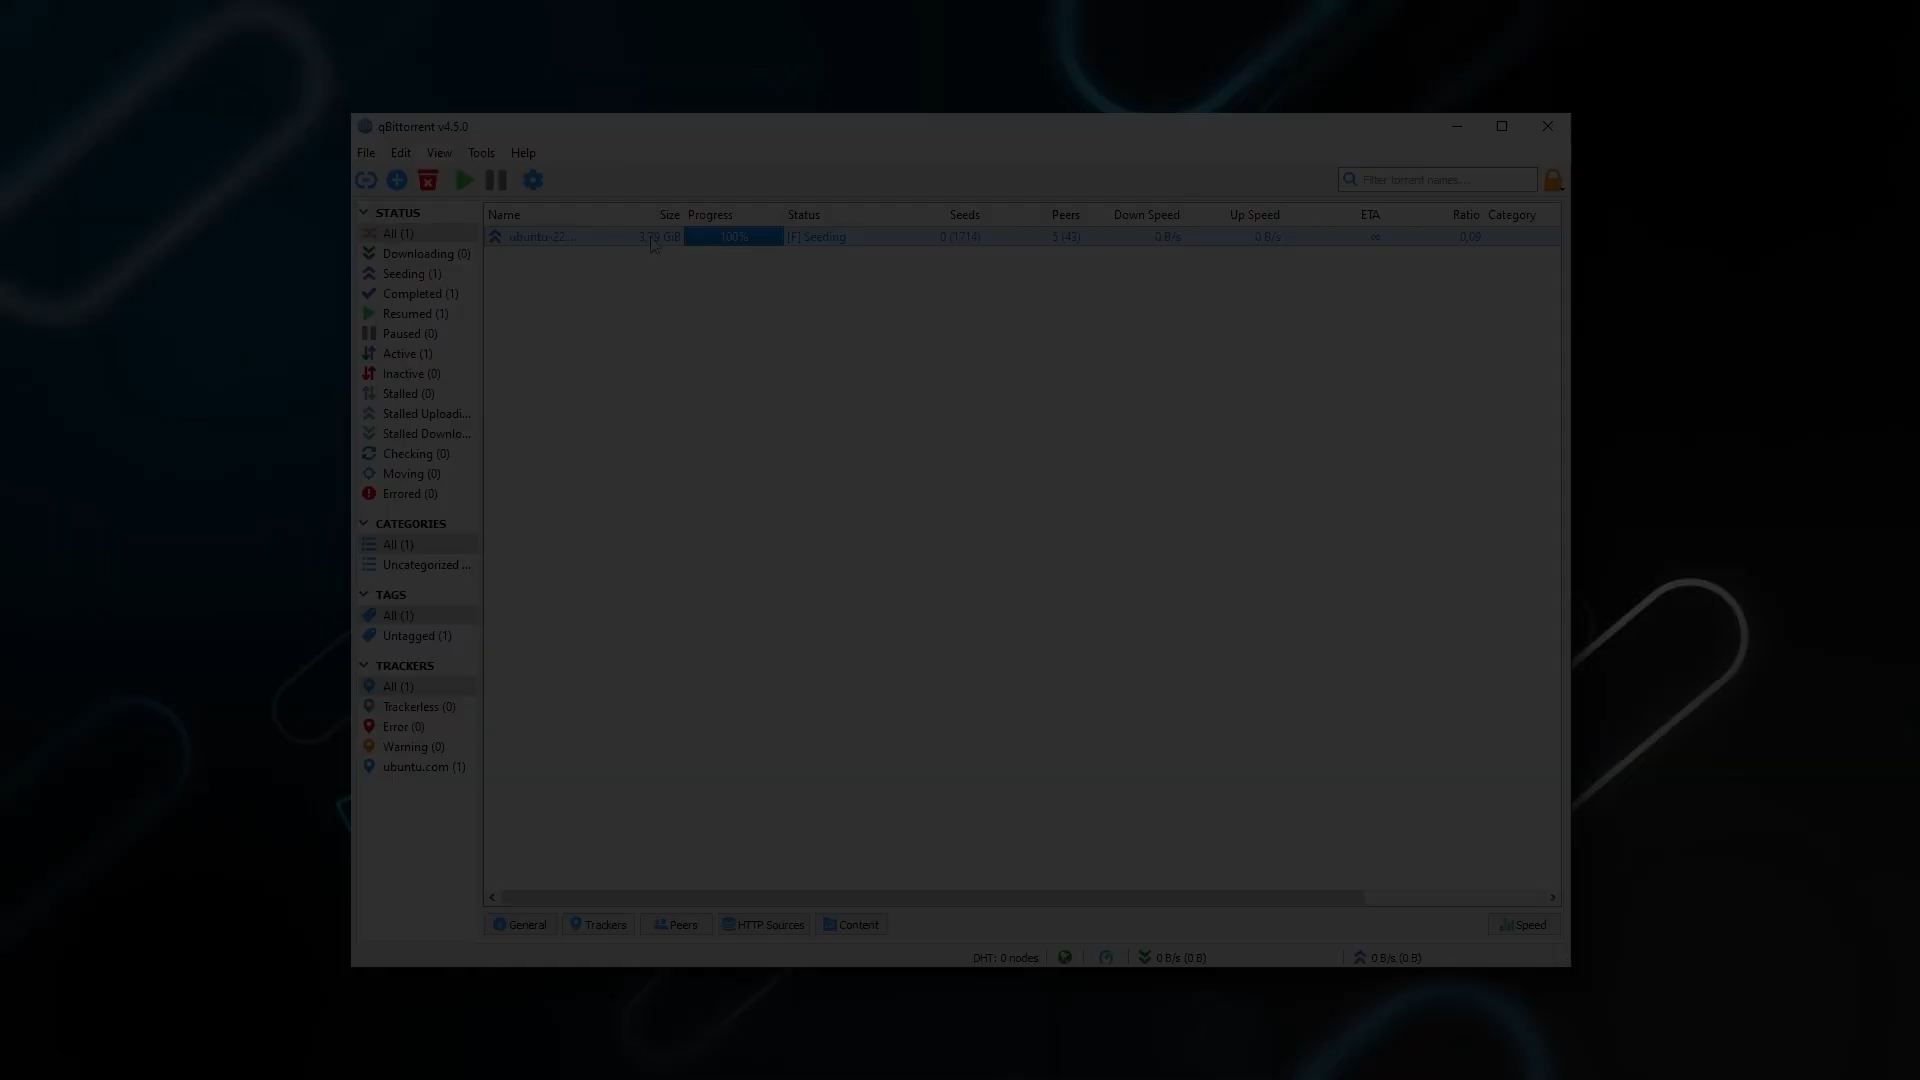 qBittorrent v4.5.0
File Edit View Tools Help
Filter torrent names...
STATUS
All (1)
Downloading (0)
Seeding (1)
Completed (1)
Resumed (1)
Paused (0)
Active (1)
Inactive (0)
Stalled (0)
Stalled Uploadi...
Stalled Downlo...
Checking (0)
Moving (0)
Errored (0)
CATEGORIES
All (1)
Uncategorized ...
TAGS
All (1)
Untagged (1)
TRACKERS
All (1)
Trackerless (0)
Error (0)
Warning (0)
ubuntu.com (1)
Name Size Progress Status Seeds Peers Down Speed Up Speed ETA Ratio Category
ubuntu-22.... 3,79 GiB 100% [F] Seeding 0 (1714) 5 (43) 0 B/s 0 B/s ∞ 0,09
General Trackers Peers HTTP Sources Content Speed
DHT: 0 nodes 0 B/s (0 B) 0 B/s (0 B)